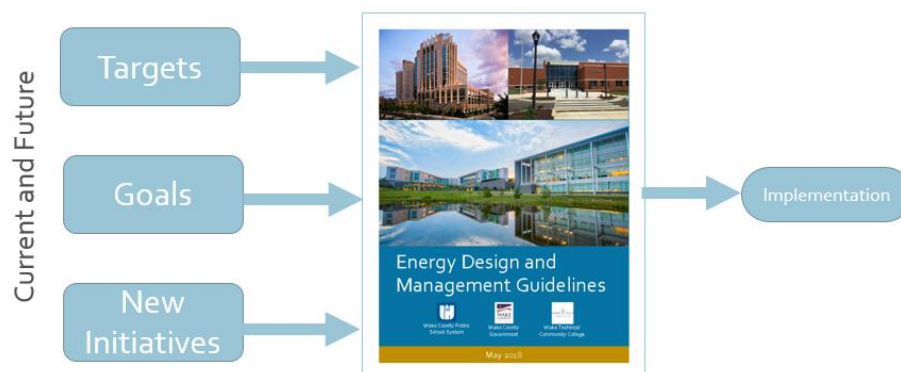 Current and Future
Targets
Goals
New
Initiatives
Energy Design and
Management Guidelines
Wake County Public
School System
Wake County
Government
Wake Technical
Community College
May 2018
Implementation